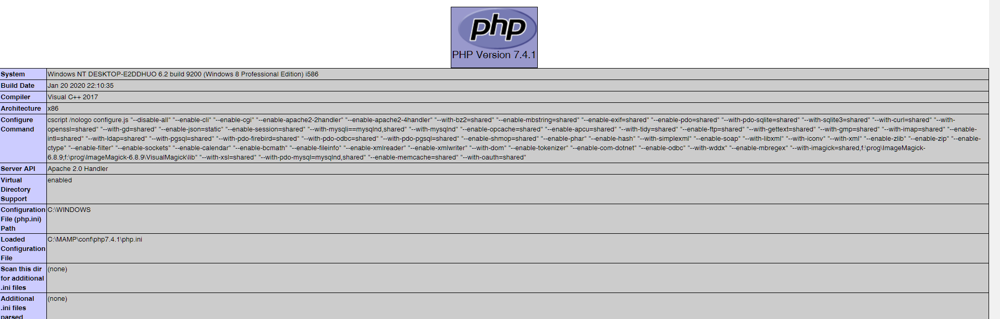 php
PHP Version 7.4.1
System Windows NT DESKTOP-E2DDHUO 6.2 build 9200 (Windows 8 Professional Edition) i586
Build Date Jan 20 2020 22:10:35
Compiler Visual C++ 2017
Architecture x86
Configure cscript /nologo configure.js "--disable-all" "--enable-cli" "--enable-cgi" "--enable-apache2-2handler" "--enable-apache2-4handler" "--with-bz2=shared" "--enable-mbstring=shared" "--enable-exif=shared" "--enable-pdo=shared" "--with-pdo-sqlite=shared" "--with-sqlite3=shared" "--with-curl=shared" "--with-
Command openssl=shared" "--with-gd=shared" "--enable-json=static" "--enable-session=shared" "--with-mysqli==mysqlnd,shared" "--with-mysqlnd" "--enable-opcache=shared" "--enable-apcu=shared" "--with-tidy=shared" "--enable-ftp=shared" "--with-gettext=shared" "--with-gmp=shared" "--with-imap=shared" "--enable-
intl=shared" "--with-ldap=shared" "--with-pgsql=shared" "--with-pdo-firebird=shared" "--with-pdo-odbc=shared" "--with-pdo-pgsql=shared" "--enable-shmop=shared" "--enable-phar" "--enable-hash" "--with-simplexml" "--enable-soap" "--with-libxml" "--with-iconv" "--with-xml" "--enable-zlib" "--enable-zip" "--enable-
ctype" "--enable-filter" "--enable-sockets" "--enable-calendar" "--enable-bcmath" "--enable-fileinfo" "--enable-xmlreader" "--enable-xmlwriter" "--with-dom" "--enable-tokenizer" "--enable-com-dotnet" "--enable-odbc" "--with-wddx" "--enable-mbregex" "--with-imagick=shared,f:\prog\ImageMagick-
6.8.9;f:\prog\ImageMagick-6.8.9\VisualMagick\lib" "--with-xsl=shared" "--with-pdo-mysql=mysqlnd,shared" "--enable-memcache=shared" "--with-oauth=shared"
Server API Apache 2.0 Handler
Virtual enabled
Directory
Support
Configuration C:\WINDOWS
File (php.ini)
Path
Loaded C:\MAMP\conf\php7.4.1\php.ini
Configuration
File
Scan this dir (none)
for additional
.ini files
Additional (none)
.ini files
parsed